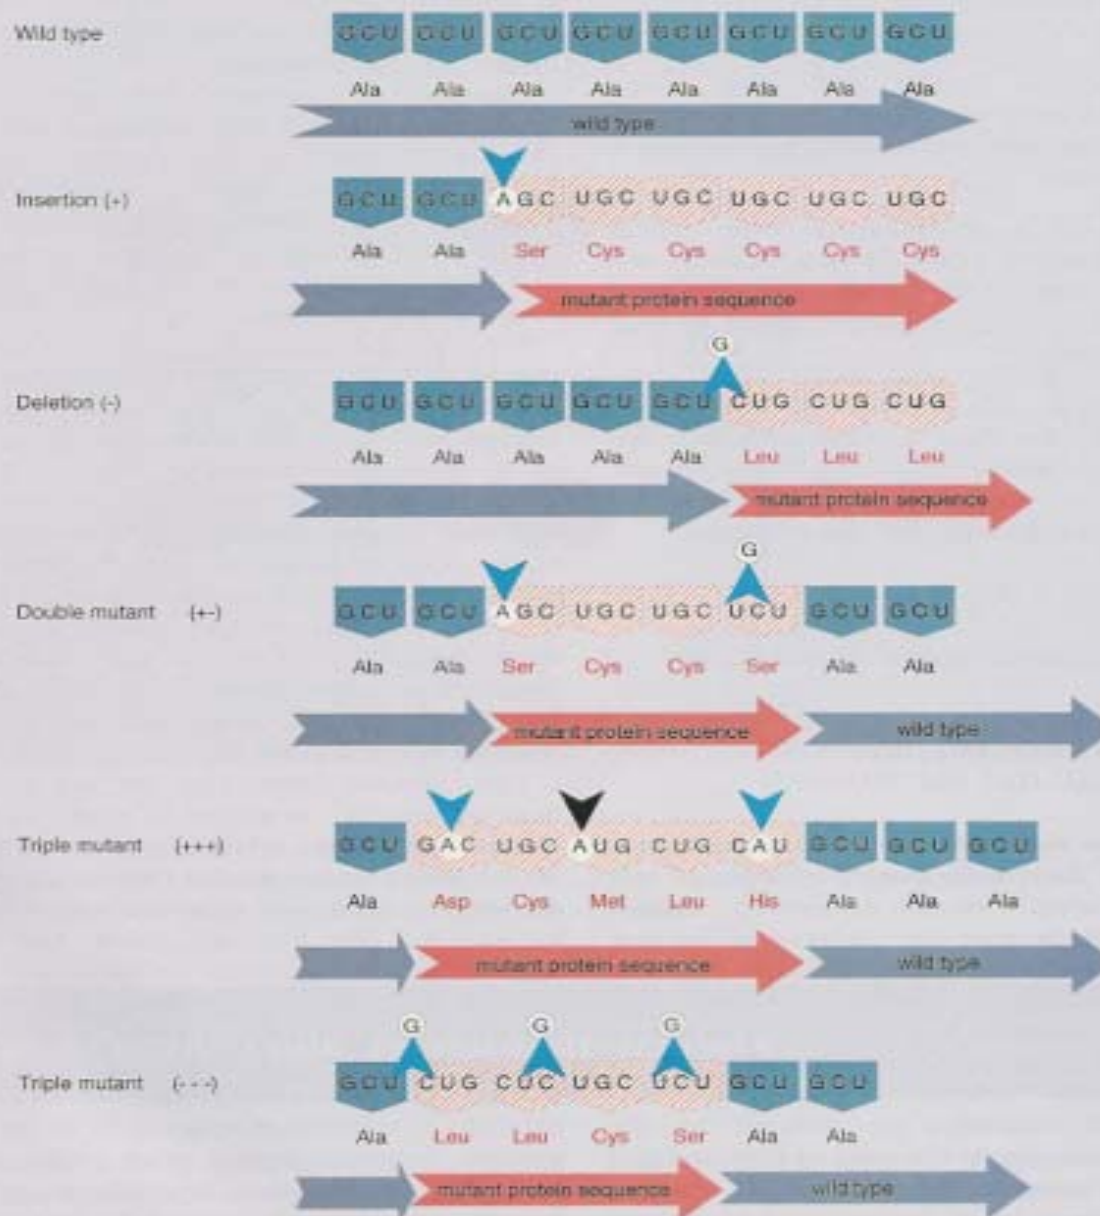 Wild type GCU GCU GCU GCU GCU GCU GCU GCU
Ala Ala Ala Ala Ala Ala Ala Ala
wild type
Insertion (+) GCU GCU AGC UGC UGC UGC UGC UGC
Ala Ala Ser Cys Cys Cys Cys Cys
mutant protein sequence
G
Deletion (-) GCU GCU GCU GCU GCU CUG CUG CUG
Ala Ala Ala Ala Ala Leu Leu Leu
mutant protein sequence
G
Double mutant (+-) GCU GCU AGC UGC UGC UCU GCU GCU
Ala Ala Ser Cys Cys Ser Ala Ala
mutant protein sequence wild type
Triple mutant (+++) GCU GAC UGC AUG CUG CAU GCU GCU GCU
Ala Asp Cys Met Leu His Ala Ala Ala
mutant protein sequence wild type
G G G
Triple mutant (- - -) GCU CUG CUC UGC UCU GCU GCU
Ala Leu Leu Cys Ser Ala Ala
mutant protein sequence wild type